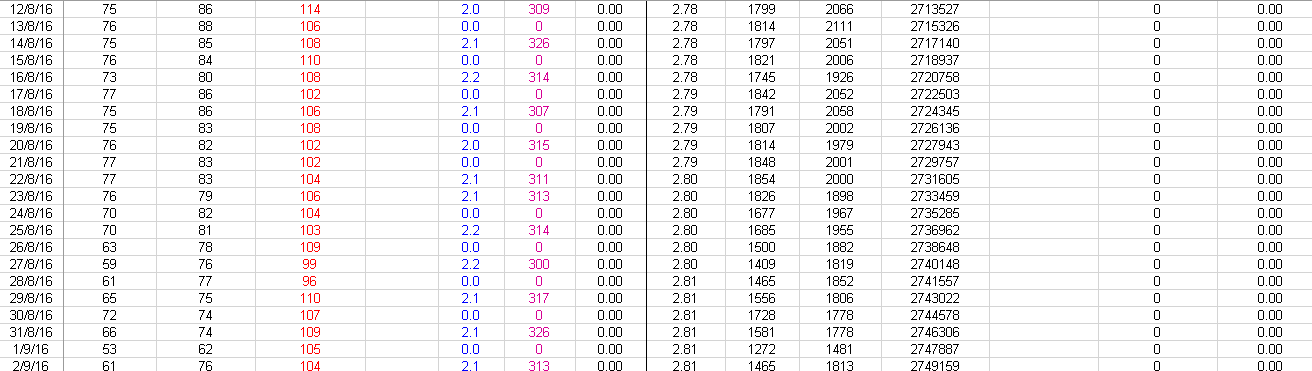 12/8/16 75 86 114 2.0 309 0.00 2.78 1799 2066 2713527 0 0.00
13/8/16 76 88 106 0.0 0 0.00 2.78 1814 2111 2715326 0 0.00
14/8/16 75 85 108 2.1 326 0.00 2.78 1797 2051 2717140 0 0.00
15/8/16 76 84 110 0.0 0 0.00 2.78 1821 2006 2718937 0 0.00
16/8/16 73 80 108 2.2 314 0.00 2.78 1745 1926 2720758 0 0.00
17/8/16 77 86 102 0.0 0 0.00 2.79 1842 2052 2722503 0 0.00
18/8/16 75 86 106 2.1 307 0.00 2.79 1791 2058 2724345 0 0.00
19/8/16 75 83 108 0.0 0 0.00 2.79 1807 2002 2726136 0 0.00
20/8/16 76 82 102 2.0 315 0.00 2.79 1814 1979 2727943 0 0.00
21/8/16 77 83 102 0.0 0 0.00 2.79 1848 2001 2729757 0 0.00
22/8/16 77 83 104 2.1 311 0.00 2.80 1854 2000 2731605 0 0.00
23/8/16 76 79 106 2.1 313 0.00 2.80 1826 1898 2733459 0 0.00
24/8/16 70 82 104 0.0 0 0.00 2.80 1677 1967 2735285 0 0.00
25/8/16 70 81 103 2.2 314 0.00 2.80 1685 1955 2736962 0 0.00
26/8/16 63 78 109 0.0 0 0.00 2.80 1500 1882 2738648 0 0.00
27/8/16 59 76 99 2.2 300 0.00 2.80 1409 1819 2740148 0 0.00
28/8/16 61 77 96 0.0 0 0.00 2.81 1465 1852 2741557 0 0.00
29/8/16 65 75 110 2.1 317 0.00 2.81 1556 1806 2743022 0 0.00
30/8/16 72 74 107 0.0 0 0.00 2.81 1728 1778 2744578 0 0.00
31/8/16 66 74 109 2.1 326 0.00 2.81 1581 1778 2746306 0 0.00
1/9/16 53 62 105 0.0 0 0.00 2.81 1272 1481 2747887 0 0.00
2/9/16 61 76 104 2.1 313 0.00 2.81 1465 1813 2749159 0 0.00